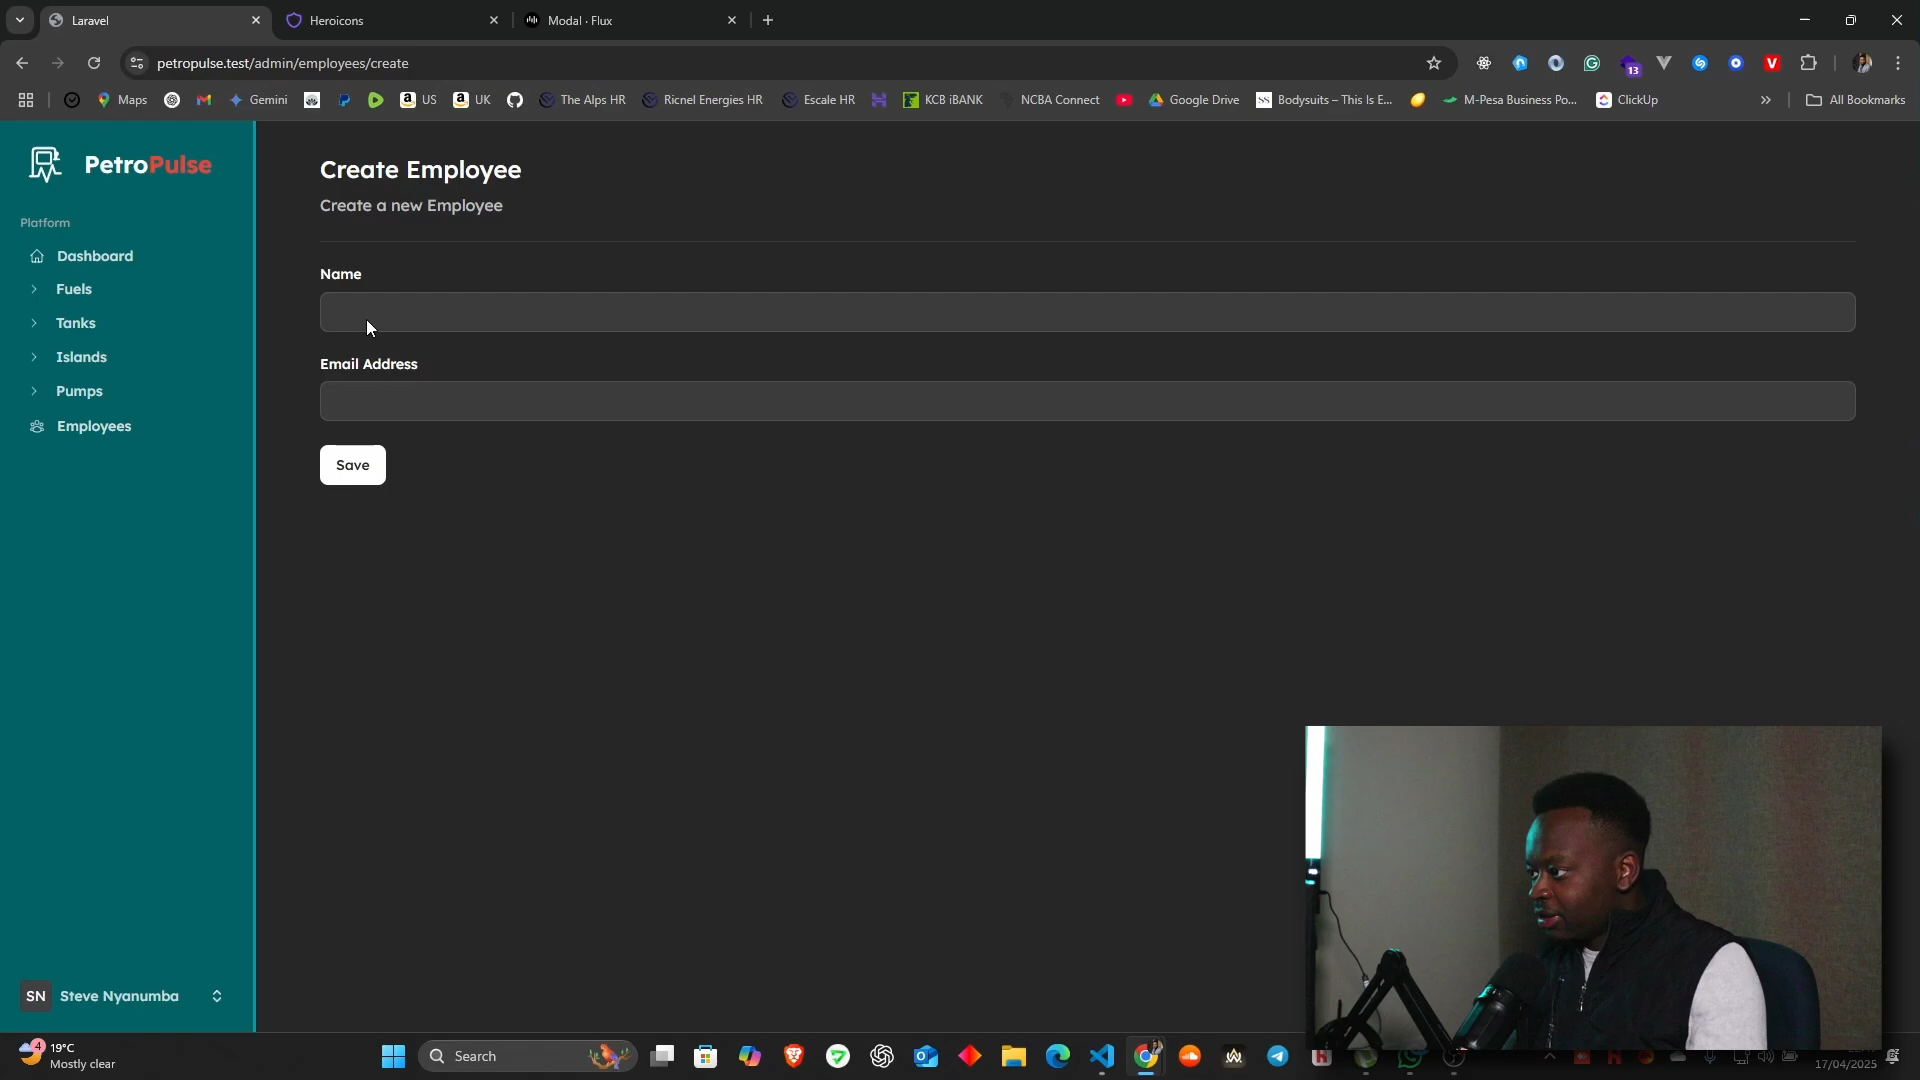 Laravel
Heroicons
Modal · Flux
petropulse.test/admin/employees/create
13
Maps
Gemini
US
UK
The Alps HR
Ricnel Energies HR
Escale HR
KCB iBANK
NCBA Connect
Google Drive
SS
Bodysuits – This Is E...
M-Pesa Business Po...
ClickUp
All Bookmarks
PetroPulse
Platform
Dashboard
Fuels
Tanks
Islands
Pumps
Employees
Create Employee
Create a new Employee
Name
Email Address
Save
SN
Steve Nyanumba
4
19°C
Mostly clear
Search
17/04/2025